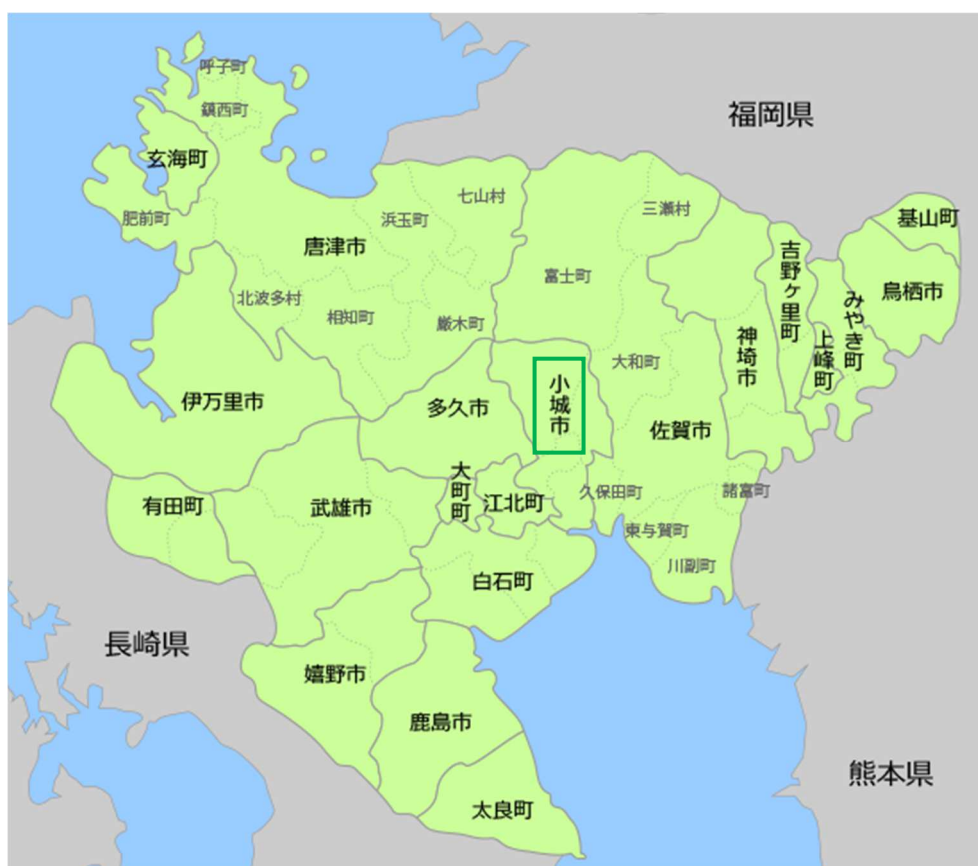 呼子町
鎮西町
福岡県
玄海町
七山村
三瀬村
肥前町
浜玉町
基山町
唐津市
吉野ヶ里町
富士町
鳥栖市
北波多村
みやき町
相知町
厳木町
神埼市
上峰町
大和町
小城市
伊万里市
多久市
佐賀市
大町町
久保田町
諸富町
有田町
武雄市
江北町
東与賀町
川副町
白石町
長崎県
嬉野市
鹿島市
熊本県
太良町